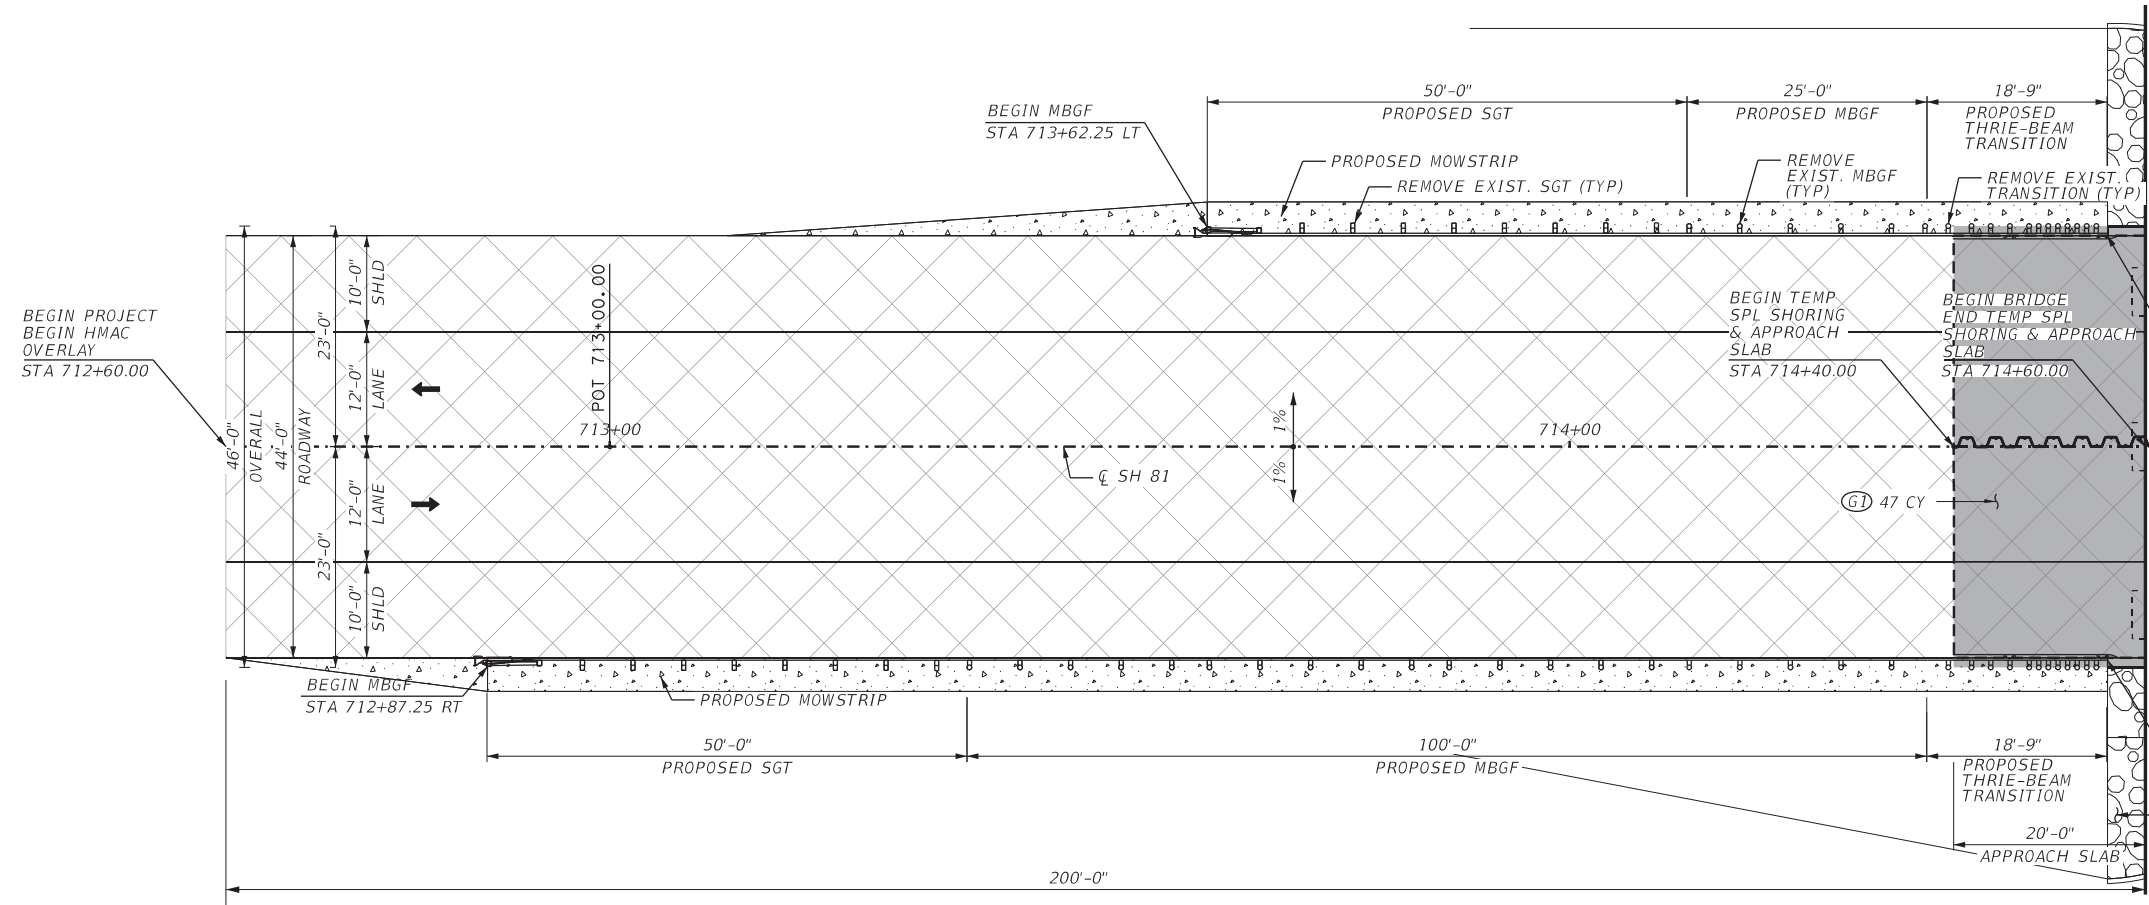 50'-0"
PROPOSED SGT
25'-0"
PROPOSED MBGF
18'-9"
PROPOSED
THRIE-BEAM
TRANSITION
BEGIN MBGF
STA 713+62.25 LT
PROPOSED MOWSTRIP
REMOVE EXIST. SGT (TYP)
REMOVE
EXIST. MBGF
(TYP)
REMOVE EXIST.
TRANSITION (TYP)
BEGIN PROJECT
BEGIN HMAC
OVERLAY
STA 712+60.00
46'-0"
OVERALL
44'-0"
ROADWAY
23'-0"
23'-0"
10'-0"
SHLD
12'-0"
LANE
12'-0"
LANE
10'-0"
SHLD
POT 713+00.00
713+00
℄ SH 81
1%
1%
714+00
BEGIN TEMP
SPL SHORING
& APPROACH
SLAB
STA 714+40.00
BEGIN BRIDGE
END TEMP SPL
SHORING & APPROACH
SLAB
STA 714+60.00
G1 47 CY
BEGIN MBGF
STA 712+87.25 RT
PROPOSED MOWSTRIP
50'-0"
PROPOSED SGT
100'-0"
PROPOSED MBGF
18'-9"
PROPOSED
THRIE-BEAM
TRANSITION
20'-0"
APPROACH SLAB
200'-0"